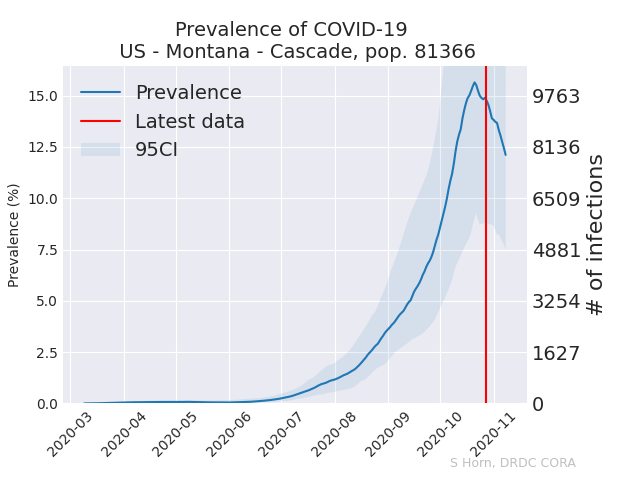 Prevalence of COVID-19
US - Montana - Cascade, pop. 81366
Prevalence
Latest data
95CI
Prevalence (%)
15.0
12.5
10.0
7.5
5.0
2.5
0.0
9763
8136
6509
4881
3254
1627
0
# of infections
2020-03
2020-04
2020-05
2020-06
2020-07
2020-08
2020-09
2020-10
2020-11
S Horn, DRDC CORA